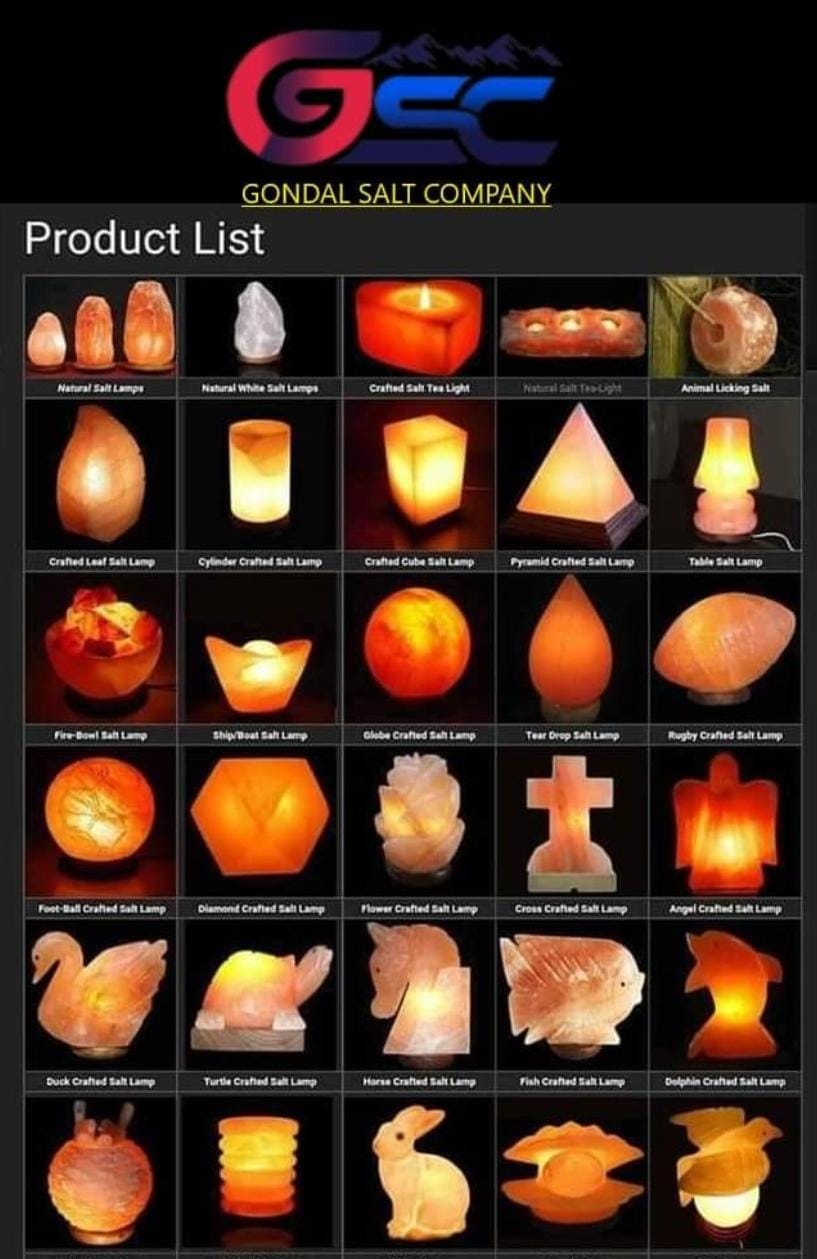 GSC
GONDAL SALT COMPANY
Product List
Natural Salt Lamps
Natural White Salt Lamps
Crafted Salt Tea Light
Natural Salt Tea-Light
Animal Licking Salt
Crafted Leaf Salt Lamp
Cylinder Crafted Salt Lamp
Crafted Cube Salt Lamp
Pyramid Crafted Salt Lamp
Table Salt Lamp
Fire-Bowl Salt Lamp
Ship/Boat Salt Lamp
Globe Crafted Salt Lamp
Tear Drop Salt Lamp
Rugby Crafted Salt Lamp
Foot-Ball Crafted Salt Lamp
Diamond Crafted Salt Lamp
Flower Crafted Salt Lamp
Cross Crafted Salt Lamp
Angel Crafted Salt Lamp
Duck Crafted Salt Lamp
Turtle Crafted Salt Lamp
Horse Crafted Salt Lamp
Fish Crafted Salt Lamp
Dolphin Crafted Salt Lamp